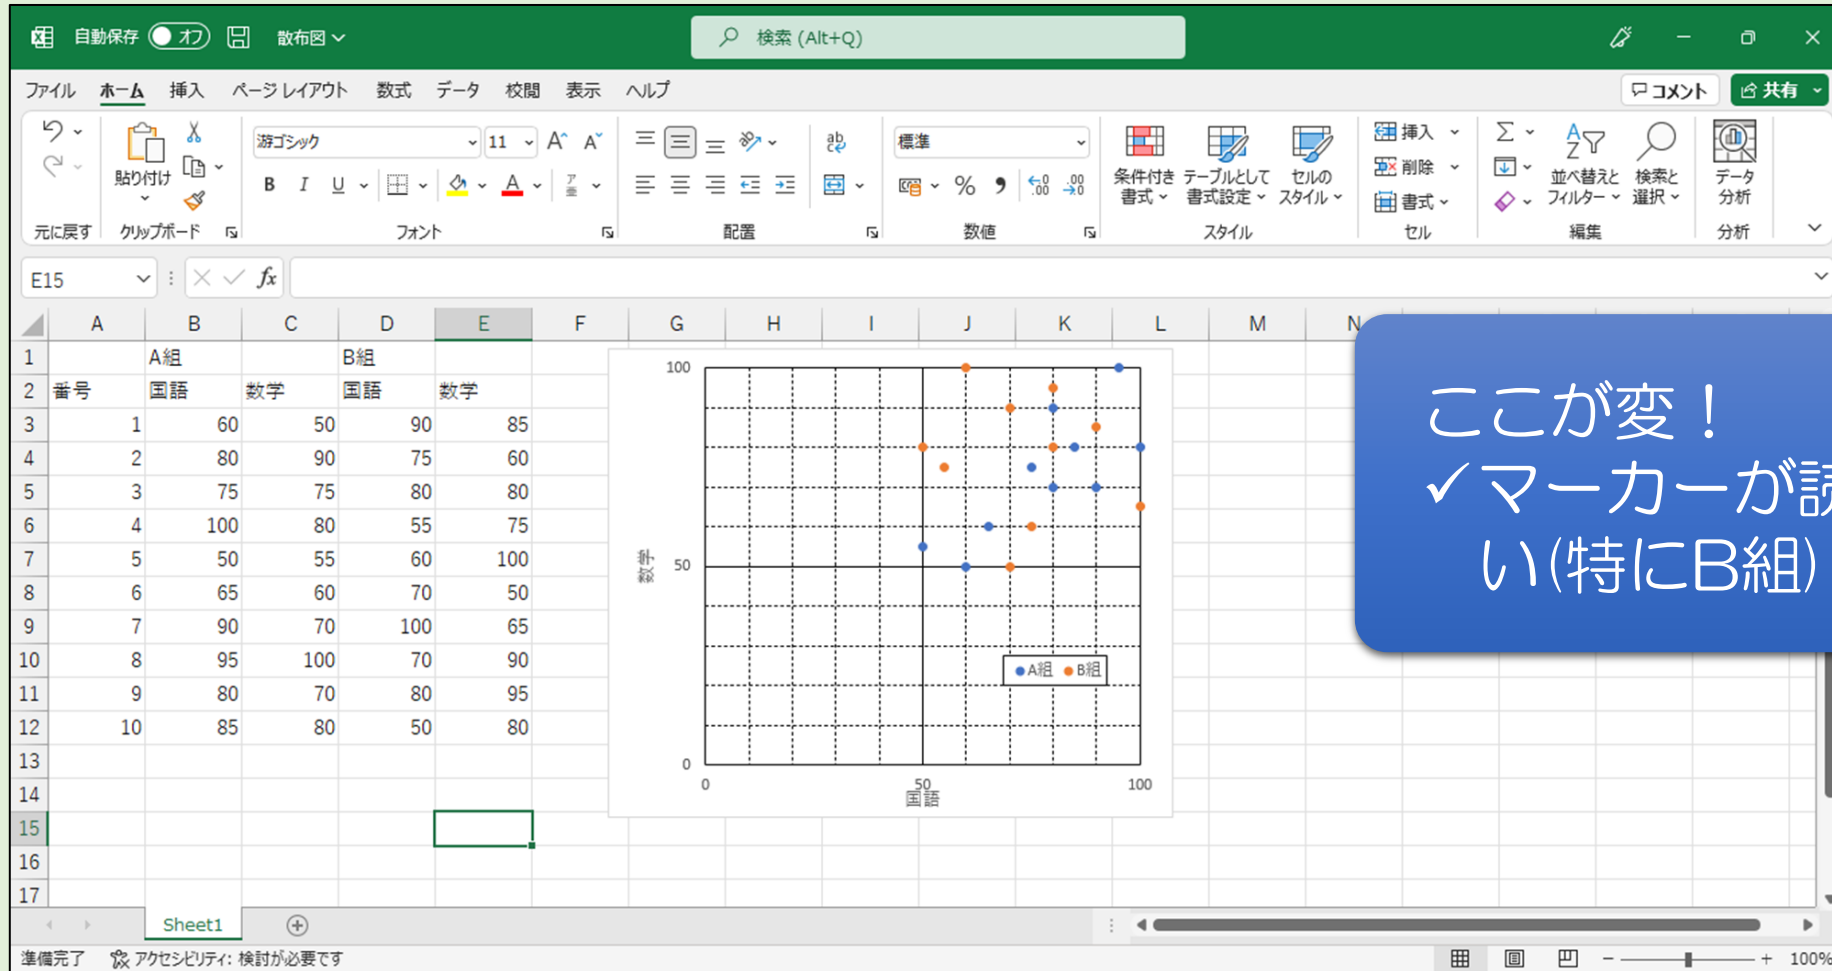 自動保存 オフ 散布図 検索 (Alt+Q)
ファイル ホーム 挿入 ページ レイアウト 数式 データ 校閲 表示 ヘルプ コメント 共有
貼り付け 游ゴシック 11 標準 条件付き書式 テーブルとして書式設定 セルのスタイル 挿入 削除 書式 並べ替えとフィルター 検索と選択 データ分析
元に戻す クリップボード フォント 配置 数値 スタイル セル 編集 分析
E15 fx
A B C D E F G H I J K L M N
1 A組 B組
2 番号 国語 数学 国語 数学
3 1 60 50 90 85
4 2 80 90 75 60
5 3 75 75 80 80
6 4 100 80 55 75
7 5 50 55 60 100
8 6 65 60 70 50
9 7 90 70 100 65
10 8 95 100 70 90
11 9 80 70 80 95
12 10 85 80 50 80
13
14
15
16
17
100
数学
50
A組 B組
0
0 50 100
国語
ここが変！
✓マーカーが
い(特にB組)
Sheet1
準備完了 アクセシビリティ: 検討が必要です 100%